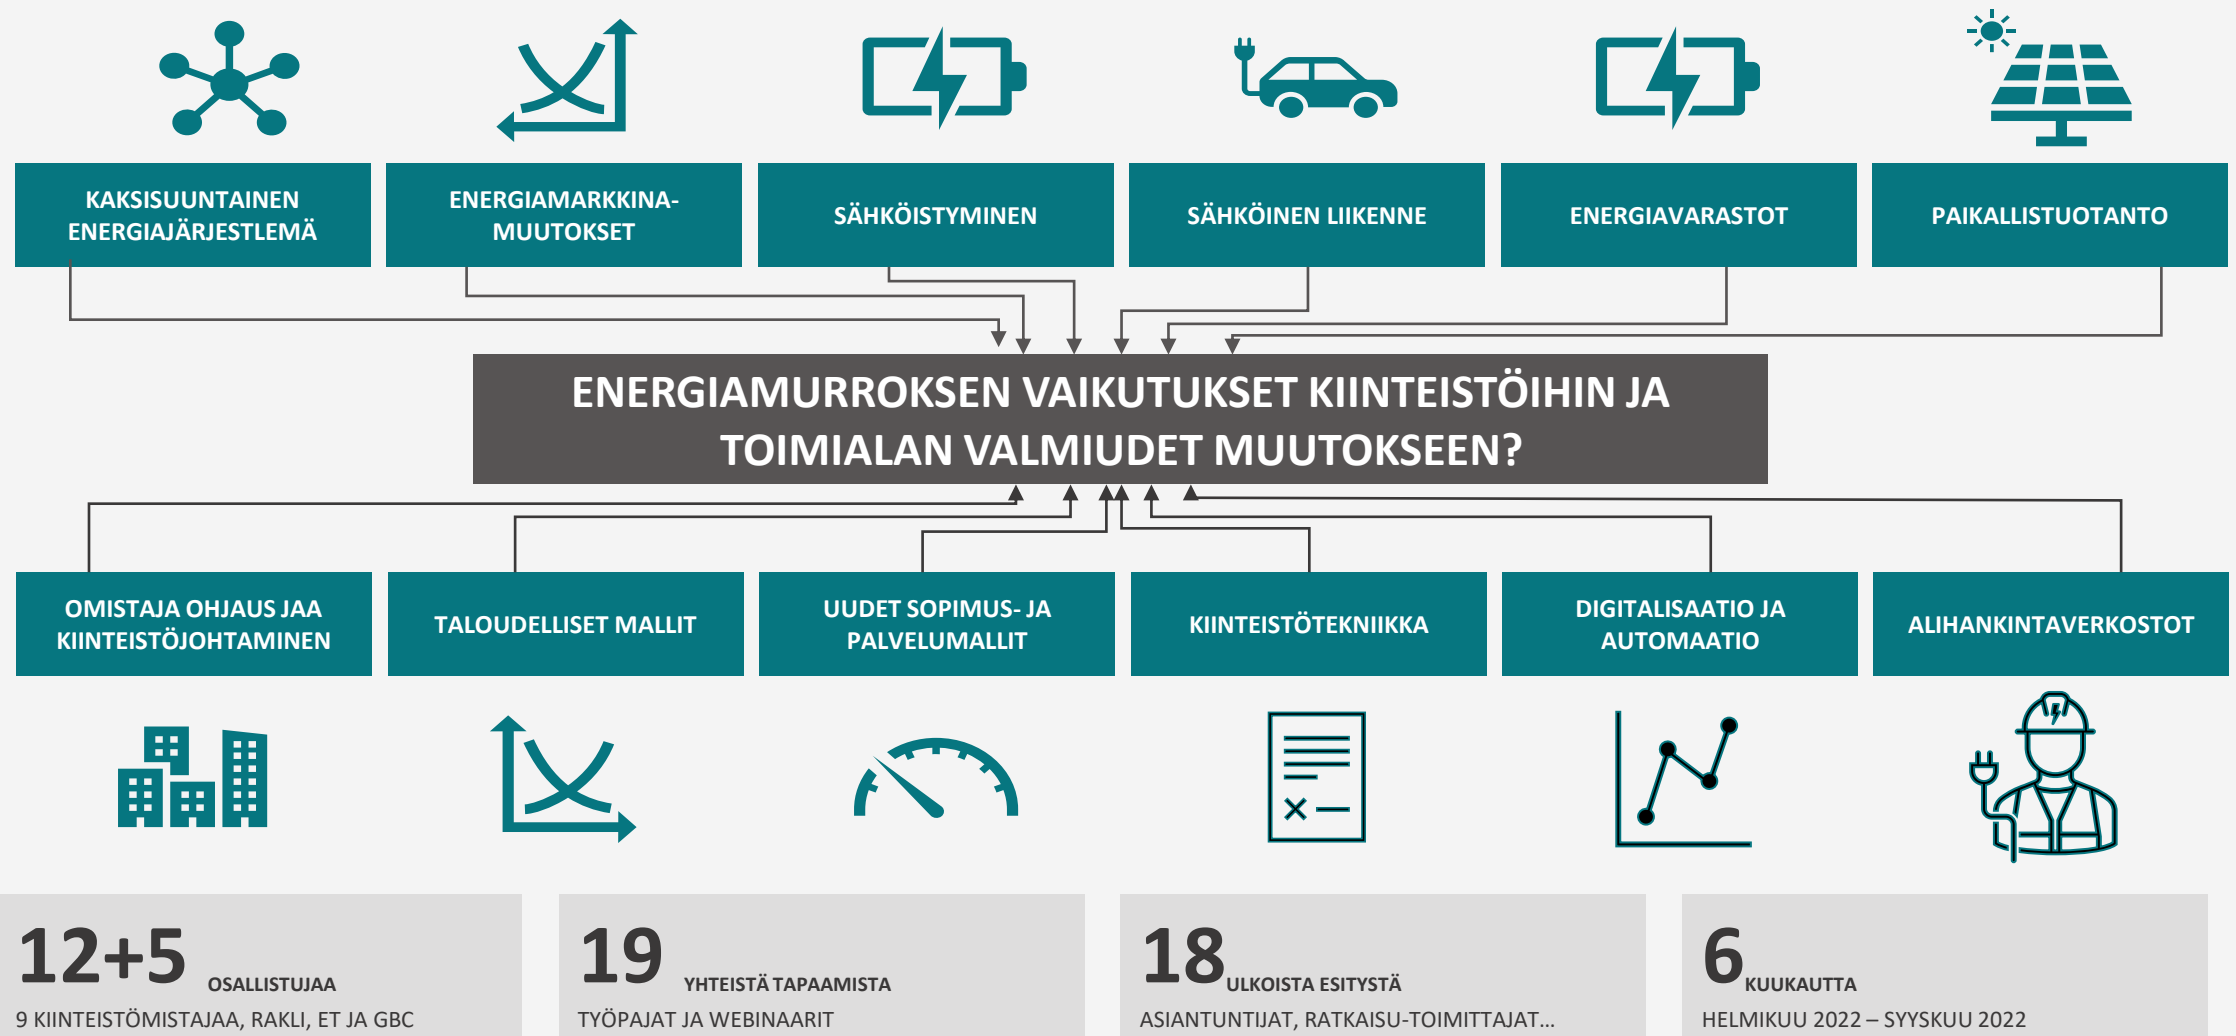 KAKSISUUNTAINEN
ENERGIAJÄRJESTLEMÄ
ENERGIAMARKKINA-
MUUTOKSET
SÄHKÖISTYMINEN
SÄHKÖINEN LIIKENNE
ENERGIAVARASTOT
PAIKALLISTUOTANTO
ENERGIAMURROKSEN VAIKUTUKSET KIINTEISTÖIHIN JA
TOIMIALAN VALMIUDET MUUTOKSEEN?
OMISTAJA OHJAUS JAA
KIINTEISTÖJOHTAMINEN
TALOUDELLISET MALLIT
UUDET SOPIMUS- JA
PALVELUMALLIT
KIINTEISTÖTEKNIIKKA
DIGITALISAATIO JA
AUTOMAATIO
ALIHANKINTAVERKOSTOT
12+5 OSALLISTUJAA
9 KIINTEISTÖMISTAJAA, RAKLI, ET JA GBC
19 YHTEISTÄ TAPAAMISTA
TYÖPAJAT JA WEBINAARIT
18 ULKOISTA ESITYSTÄ
ASIANTUNTIJAT, RATKAISU-TOIMITTAJAT…
6 KUUKAUTTA
HELMIKUU 2022 – SYYSKUU 2022